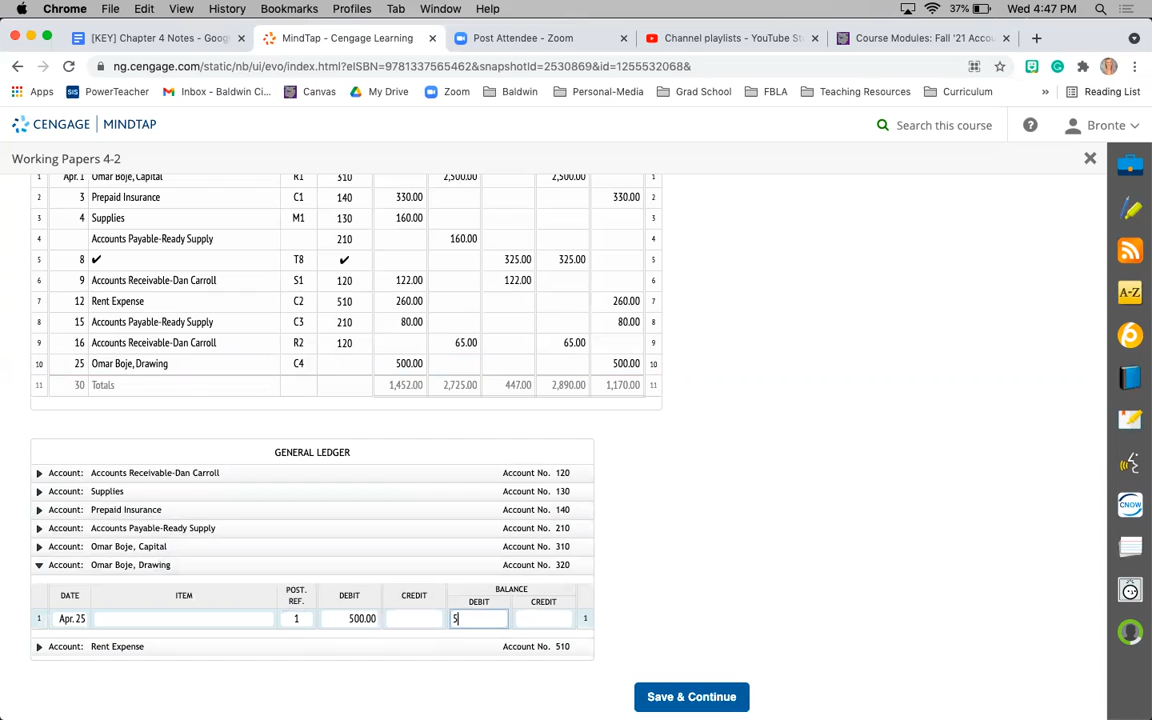 Chrome File Edit View History Bookmarks Profiles Tab Window Help 37% Wed 4:47 PM
[KEY] Chapter 4 Notes - Goog MindTap - Cengage Learning Post Attendee - Zoom Channel playlists - YouTube St Course Modules: Fall '21 Acco
ng.cengage.com/static/nb/ui/evo/index.html?eISBN=9781337565462&snapshotId=2530869&id=1255532068&
Apps SIS PowerTeacher Inbox - Baldwin Ci... Canvas My Drive Zoom Baldwin Personal-Media Grad School FBLA Teaching Resources Curriculum » Reading List
CENGAGE | MINDTAP Search this course Bronte
Working Papers 4-2
1 Apr. 1 Omar Boje, Capital R1 310 2,500.00 2,500.00 1
2 3 Prepaid Insurance C1 140 330.00 330.00 2
3 4 Supplies M1 130 160.00 3
4 Accounts Payable-Ready Supply 210 160.00 4
5 8 ✔ T8 ✔ 325.00 325.00 5
6 9 Accounts Receivable-Dan Carroll S1 120 122.00 122.00 6
7 12 Rent Expense C2 510 260.00 260.00 7
8 15 Accounts Payable-Ready Supply C3 210 80.00 80.00 8
9 16 Accounts Receivable-Dan Carroll R2 120 65.00 65.00 9
10 25 Omar Boje, Drawing C4 500.00 500.00 10
11 30 Totals 1,452.00 2,725.00 447.00 2,890.00 1,170.00 11
GENERAL LEDGER
Account: Accounts Receivable-Dan Carroll Account No. 120
Account: Supplies Account No. 130
Account: Prepaid Insurance Account No. 140
Account: Accounts Payable-Ready Supply Account No. 210
Account: Omar Boje, Capital Account No. 310
Account: Omar Boje, Drawing Account No. 320
DATE ITEM POST. REF. DEBIT CREDIT BALANCE
DEBIT CREDIT
1 Apr. 25 1 500.00 5 1
Account: Rent Expense Account No. 510
Save & Continue
A-Z
CNOW